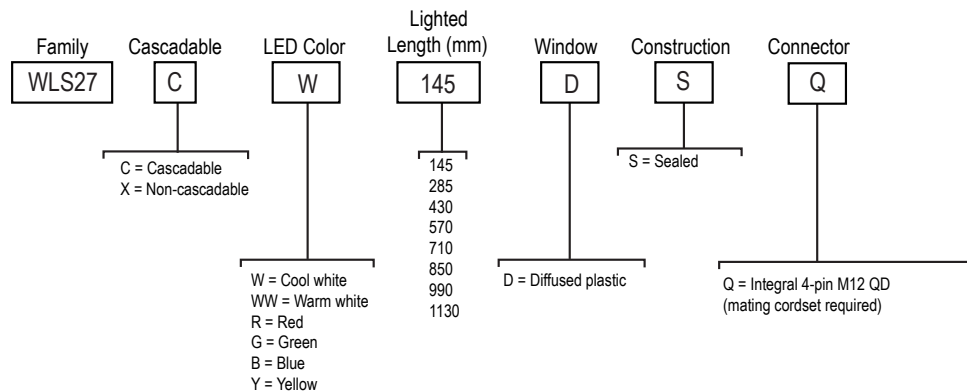 Family Cascadable LED Color Lighted Length (mm) Window Construction Connector
WLS27 C W 145 D S Q
C = Cascadable
X = Non-cascadable
W = Cool white
WW = Warm white
R = Red
G = Green
B = Blue
Y = Yellow
145
285
430
570
710
850
990
1130
D = Diffused plastic
S = Sealed
Q = Integral 4-pin M12 QD
(mating cordset required)